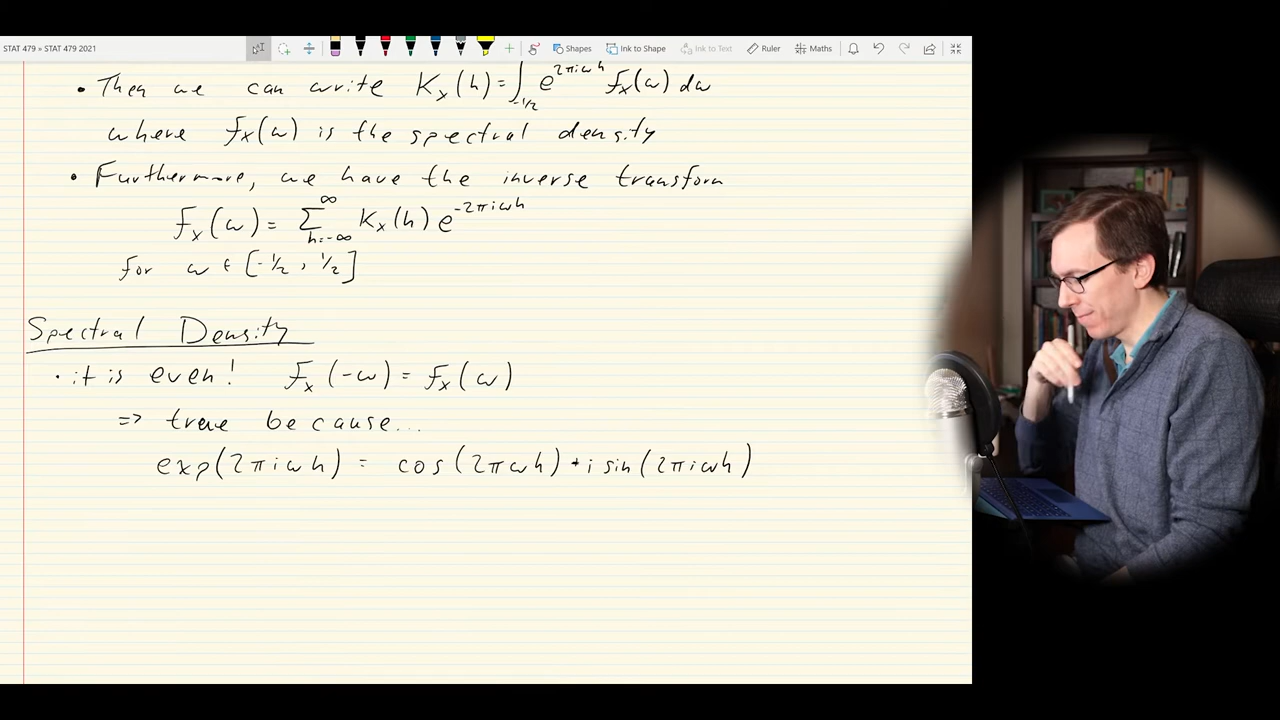 STAT 479 » STAT 479 2021
Shapes Ink to Shape Ink to Text Ruler Maths
• Then we can write K_x(h) = ∫_{-1/2} e^{2πiωh} f_x(ω) dω
where f_x(ω) is the spectral density
• Furthermore, we have the inverse transform
f_x(ω) = ∑_{h=-∞}^{∞} K_x(h) e^{-2πiωh}
for ω ∈ [-1/2, 1/2]
Spectral Density
• it is even! f_x(-ω) = f_x(ω)
⇒ true because...
exp(2πiωh) = cos(2πωh) + i sin(2πiωh)